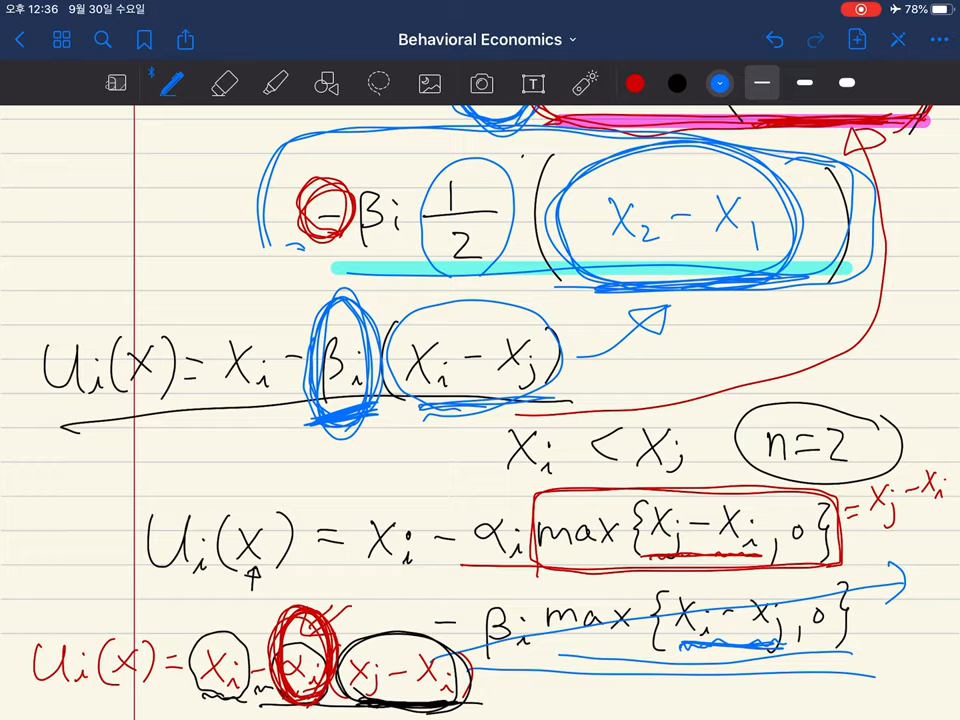 오후 12:36 9월 30일 수요일 78%
Behavioral Economics
T
- βi 1/2 ( X₂ - X₁ )
Ui(X) = Xi - βi (Xi - Xj)
Xi < Xj n=2
Ui(X) = Xi - αi max{Xj - Xi, 0} = Xj - Xi
- βi max{Xi - Xj, 0}
Ui(X) = Xi - αi (Xj - Xi)